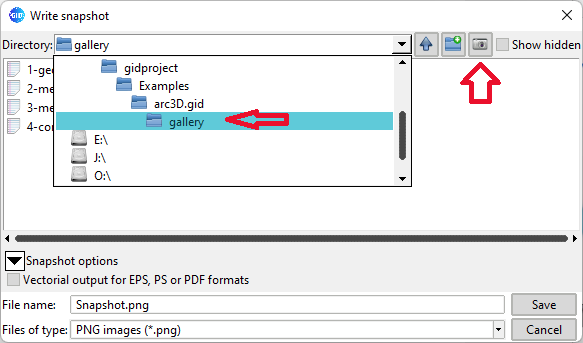 GiD
Write snapshot
Directory: gallery
Show hidden
gidproject
Examples
arc3D.gid
gallery
E:\
J:\
O:\
1-geo
2-me
3-me
4-co
Snapshot options
Vectorial output for EPS, PS or PDF formats
File name: Snapshot.png Save
Files of type: PNG images (*.png) Cancel